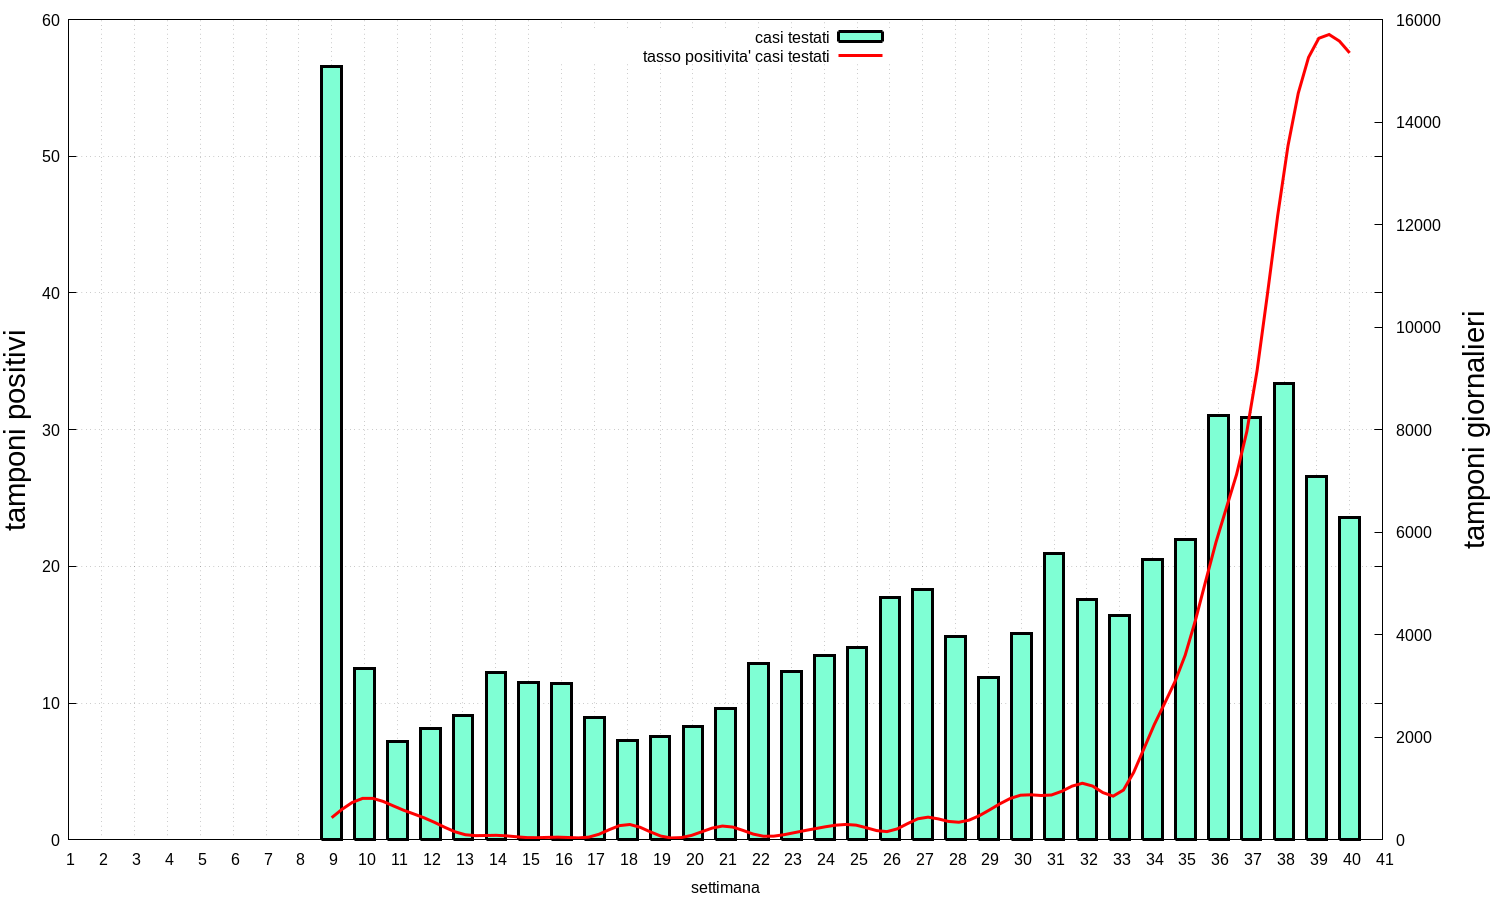 casi testati
tasso positivita' casi testati
tamponi positivi
60
50
40
30
20
10
0
16000
14000
12000
10000
8000
6000
4000
2000
0
tamponi giornalieri
1 2 3 4 5 6 7 8 9 10 11 12 13 14 15 16 17 18 19 20 21 22 23 24 25 26 27 28 29 30 31 32 33 34 35 36 37 38 39 40 41
settimana